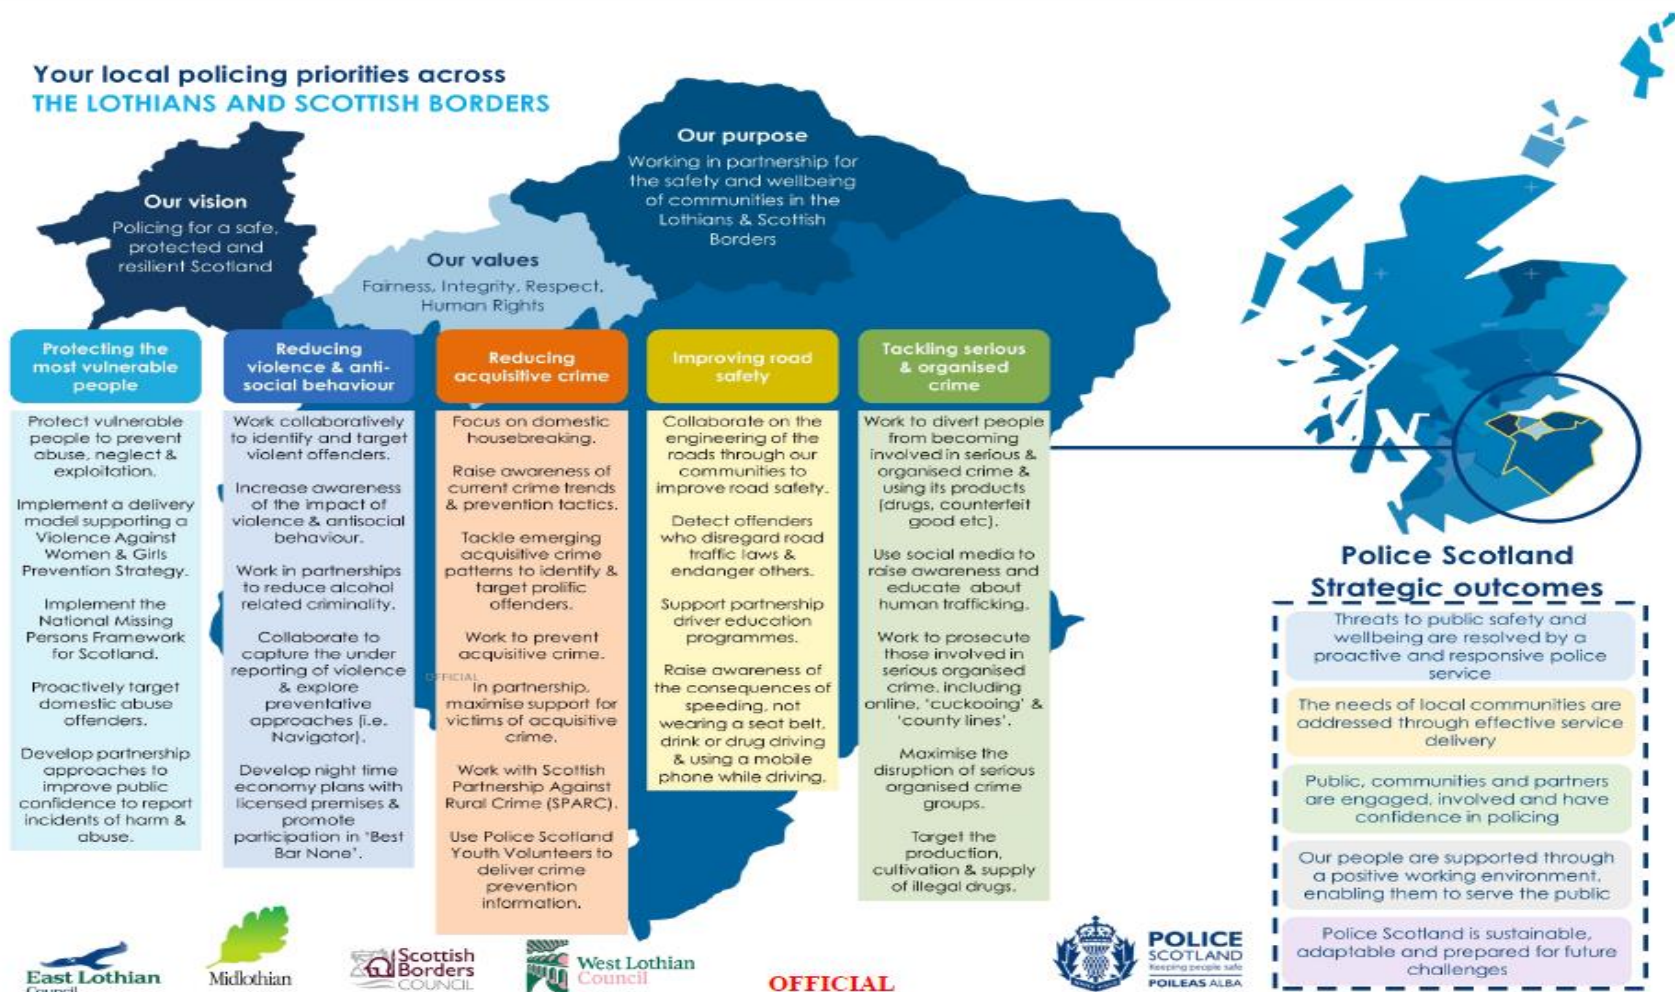 Your local policing priorities across
THE LOTHIANS AND SCOTTISH BORDERS
Our vision
Policing for a safe,
protected and
resilient Scotland
Our values
Fairness, Integrity, Respect,
Human Rights
Our purpose
Working in partnership for
the safety and wellbeing
of communities in the
Lothians & Scottish
Borders
Protecting the
most vulnerable
people
Protect vulnerable
people to prevent
abuse, neglect &
exploitation.
Implement a delivery
model supporting a
Violence Against
Women & Girls
Prevention Strategy.
Implement the
National Missing
Persons Framework
for Scotland.
Proactively target
domestic abuse
offenders.
Develop partnership
approaches to
improve public
confidence to report
incidents of harm &
abuse.
Reducing
violence & anti-
social behaviour
Work collaboratively
to identify and target
violent offenders.
Increase awareness
of the impact of
violence & antisocial
behaviour.
Work in partnerships
to reduce alcohol
related criminality.
Collaborate to
capture the under
reporting of violence
& explore
preventative
approaches (i.e.
Navigator).
Develop night time
economy plans with
licensed premises &
promote
participation in 'Best
Bar None'.
Reducing
acquisitive crime
Focus on domestic
housebreaking.
Raise awareness of
current crime trends
& prevention tactics.
Tackle emerging
acquisitive crime
patterns to identify &
target prolific
offenders.
Work to prevent
acquisitive crime.
OFFICIAL
In partnership,
maximise support for
victims of acquisitive
crime.
Work with Scottish
Partnership Against
Rural Crime (SPARC).
Use Police Scotland
Youth Volunteers to
deliver crime
prevention
information.
Improving road
safety
Collaborate on the
engineering of the
roads through our
communities to
improve road safety.
Detect offenders
who disregard road
traffic laws &
endanger others.
Support partnership
driver education
programmes.
Raise awareness of
the consequences of
speeding, not
wearing a seat belt,
drink or drug driving
& using a mobile
phone while driving.
Tackling serious
& organised
crime
Work to divert people
from becoming
involved in serious &
organised crime &
using its products
(drugs, counterfeit
good etc).
Use social media to
raise awareness and
educate about
human trafficking.
Work to prosecute
those involved in
serious organised
crime, including
online, 'cuckooing' &
'county lines'.
Maximise the
disruption of serious
organised crime
groups.
Target the
production,
cultivation & supply
of illegal drugs.
Police Scotland
Strategic outcomes
Threats to public safety and
wellbeing are resolved by a
proactive and responsive police
service
The needs of local communities are
addressed through effective service
delivery
Public, communities and partners
are engaged, involved and have
confidence in policing
Our people are supported through
a positive working environment,
enabling them to serve the public
Police Scotland is sustainable,
adaptable and prepared for future
challenges
East Lothian
Council
Midlothian
Scottish
Borders
COUNCIL
West Lothian
Council
OFFICIAL
POLICE
SCOTLAND
Keeping people safe
POILEAS ALBA